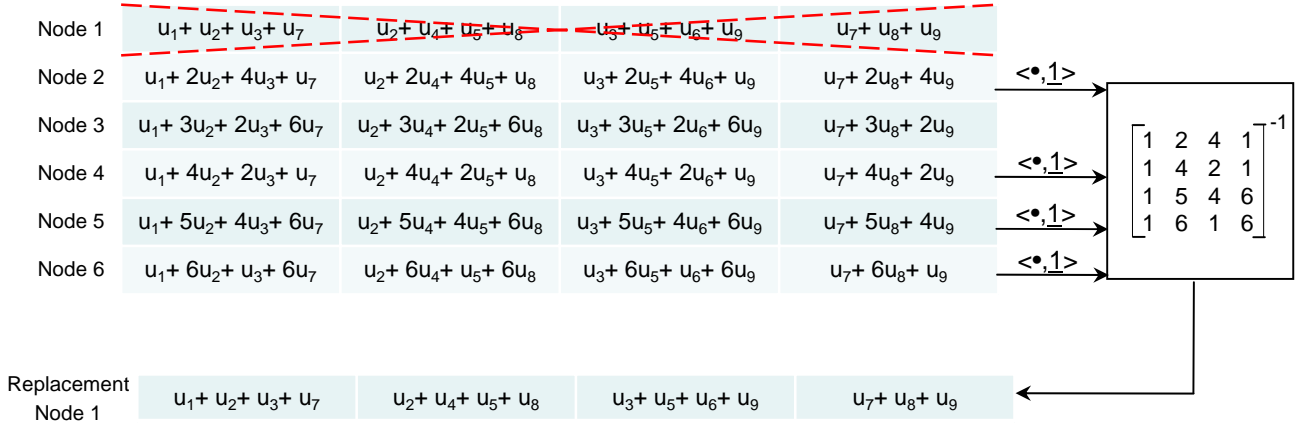 Node 1 u₁+ u₂+ u₃+ u₇ u₂+ u₄+ u₅+ u₈ u₃+ u₅+ u₆+ u₉ u₇+ u₈+ u₉
Node 2 u₁+ 2u₂+ 4u₃+ u₇ u₂+ 2u₄+ 4u₅+ u₈ u₃+ 2u₅+ 4u₆+ u₉ u₇+ 2u₈+ 4u₉ <•,1>
Node 3 u₁+ 3u₂+ 2u₃+ 6u₇ u₂+ 3u₄+ 2u₅+ 6u₈ u₃+ 3u₅+ 2u₆+ 6u₉ u₇+ 3u₈+ 2u₉
Node 4 u₁+ 4u₂+ 2u₃+ u₇ u₂+ 4u₄+ 2u₅+ u₈ u₃+ 4u₅+ 2u₆+ u₉ u₇+ 4u₈+ 2u₉ <•,1>
Node 5 u₁+ 5u₂+ 4u₃+ 6u₇ u₂+ 5u₄+ 4u₅+ 6u₈ u₃+ 5u₅+ 4u₆+ 6u₉ u₇+ 5u₈+ 4u₉ <•,1>
Node 6 u₁+ 6u₂+ u₃+ 6u₇ u₂+ 6u₄+ u₅+ 6u₈ u₃+ 6u₅+ u₆+ 6u₉ u₇+ 6u₈+ u₉ <•,1>
-1
1 2 4 1
1 4 2 1
1 5 4 6
1 6 1 6
Replacement
Node 1 u₁+ u₂+ u₃+ u₇ u₂+ u₄+ u₅+ u₈ u₃+ u₅+ u₆+ u₉ u₇+ u₈+ u₉